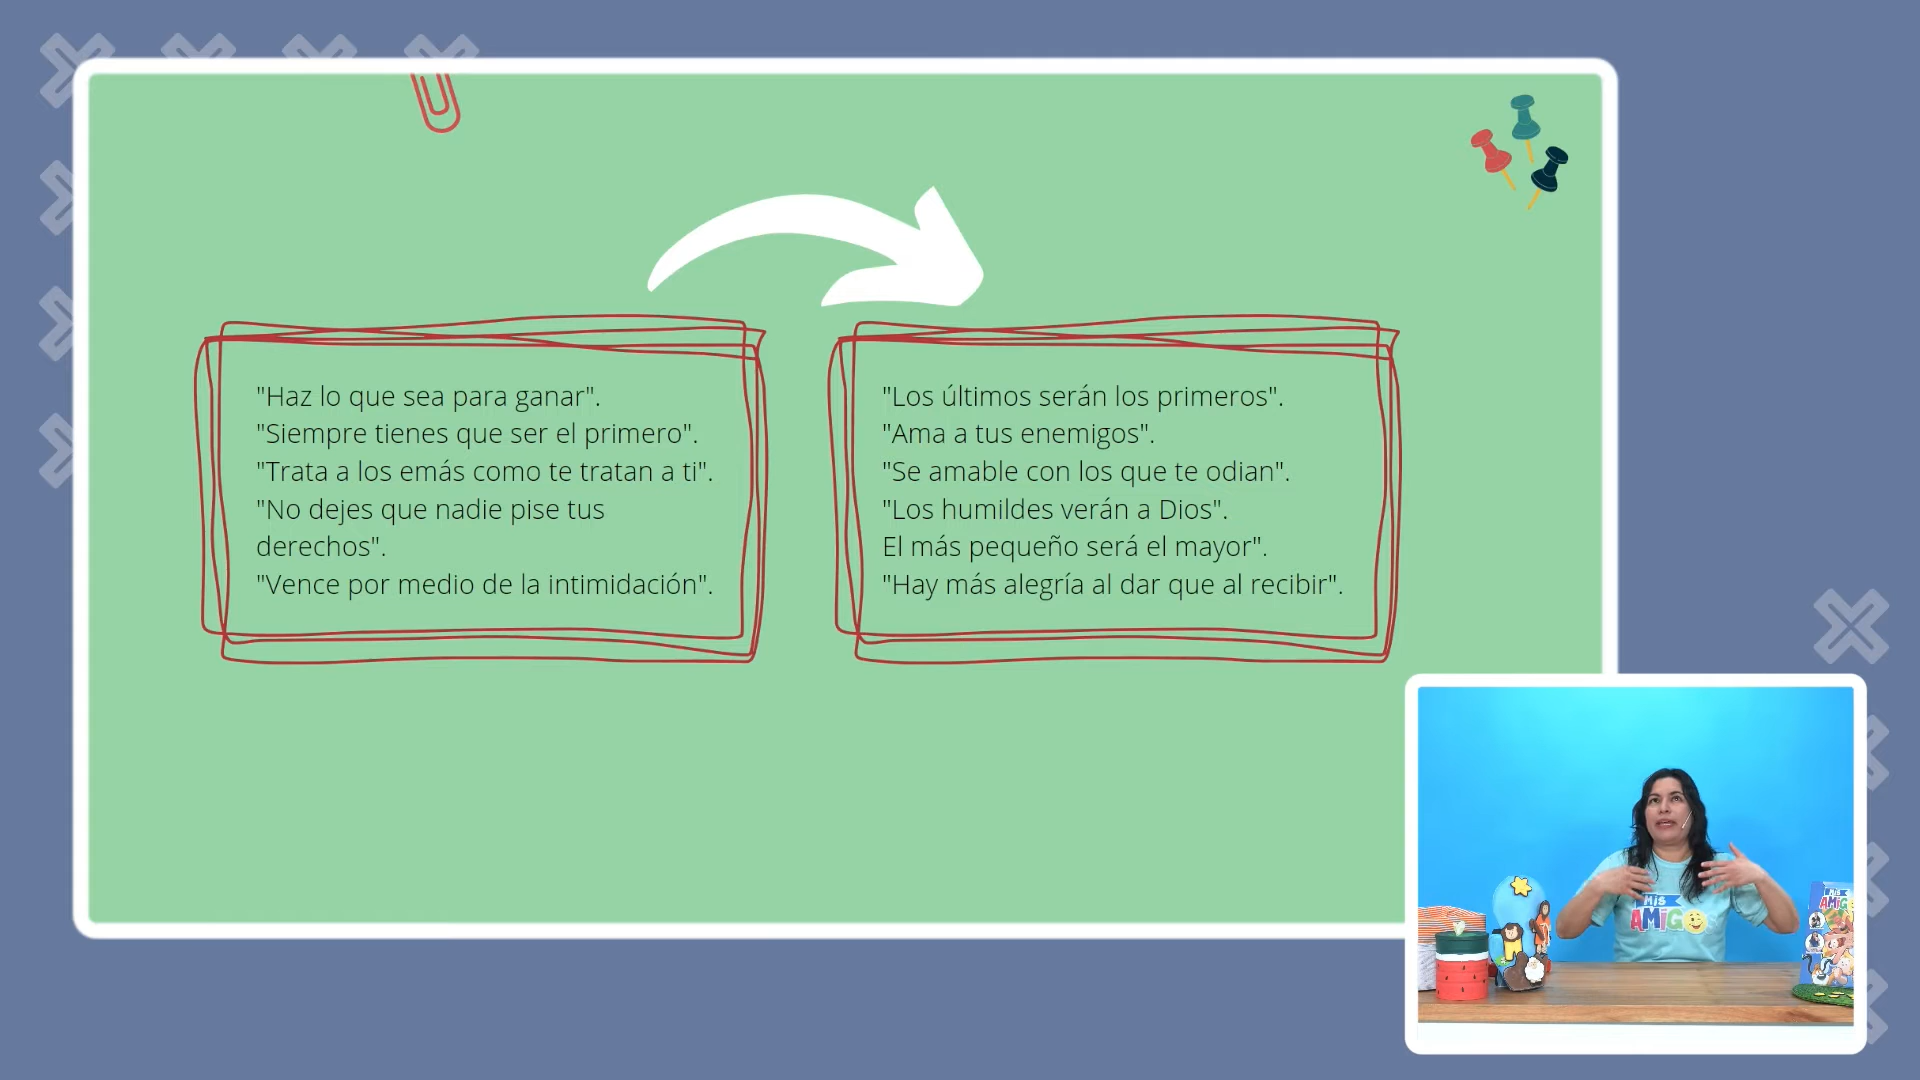 "Haz lo que sea para ganar".
"Siempre tienes que ser el primero".
"Trata a los emás como te tratan a ti".
"No dejes que nadie pise tus
derechos".
"Vence por medio de la intimidación".
"Los últimos serán los primeros".
"Ama a tus enemigos".
"Se amable con los que te odian".
"Los humildes verán a Dios".
El más pequeño será el mayor".
"Hay más alegría al dar que al recibir".
Mis
AMIGOS
Mis
AMIGO